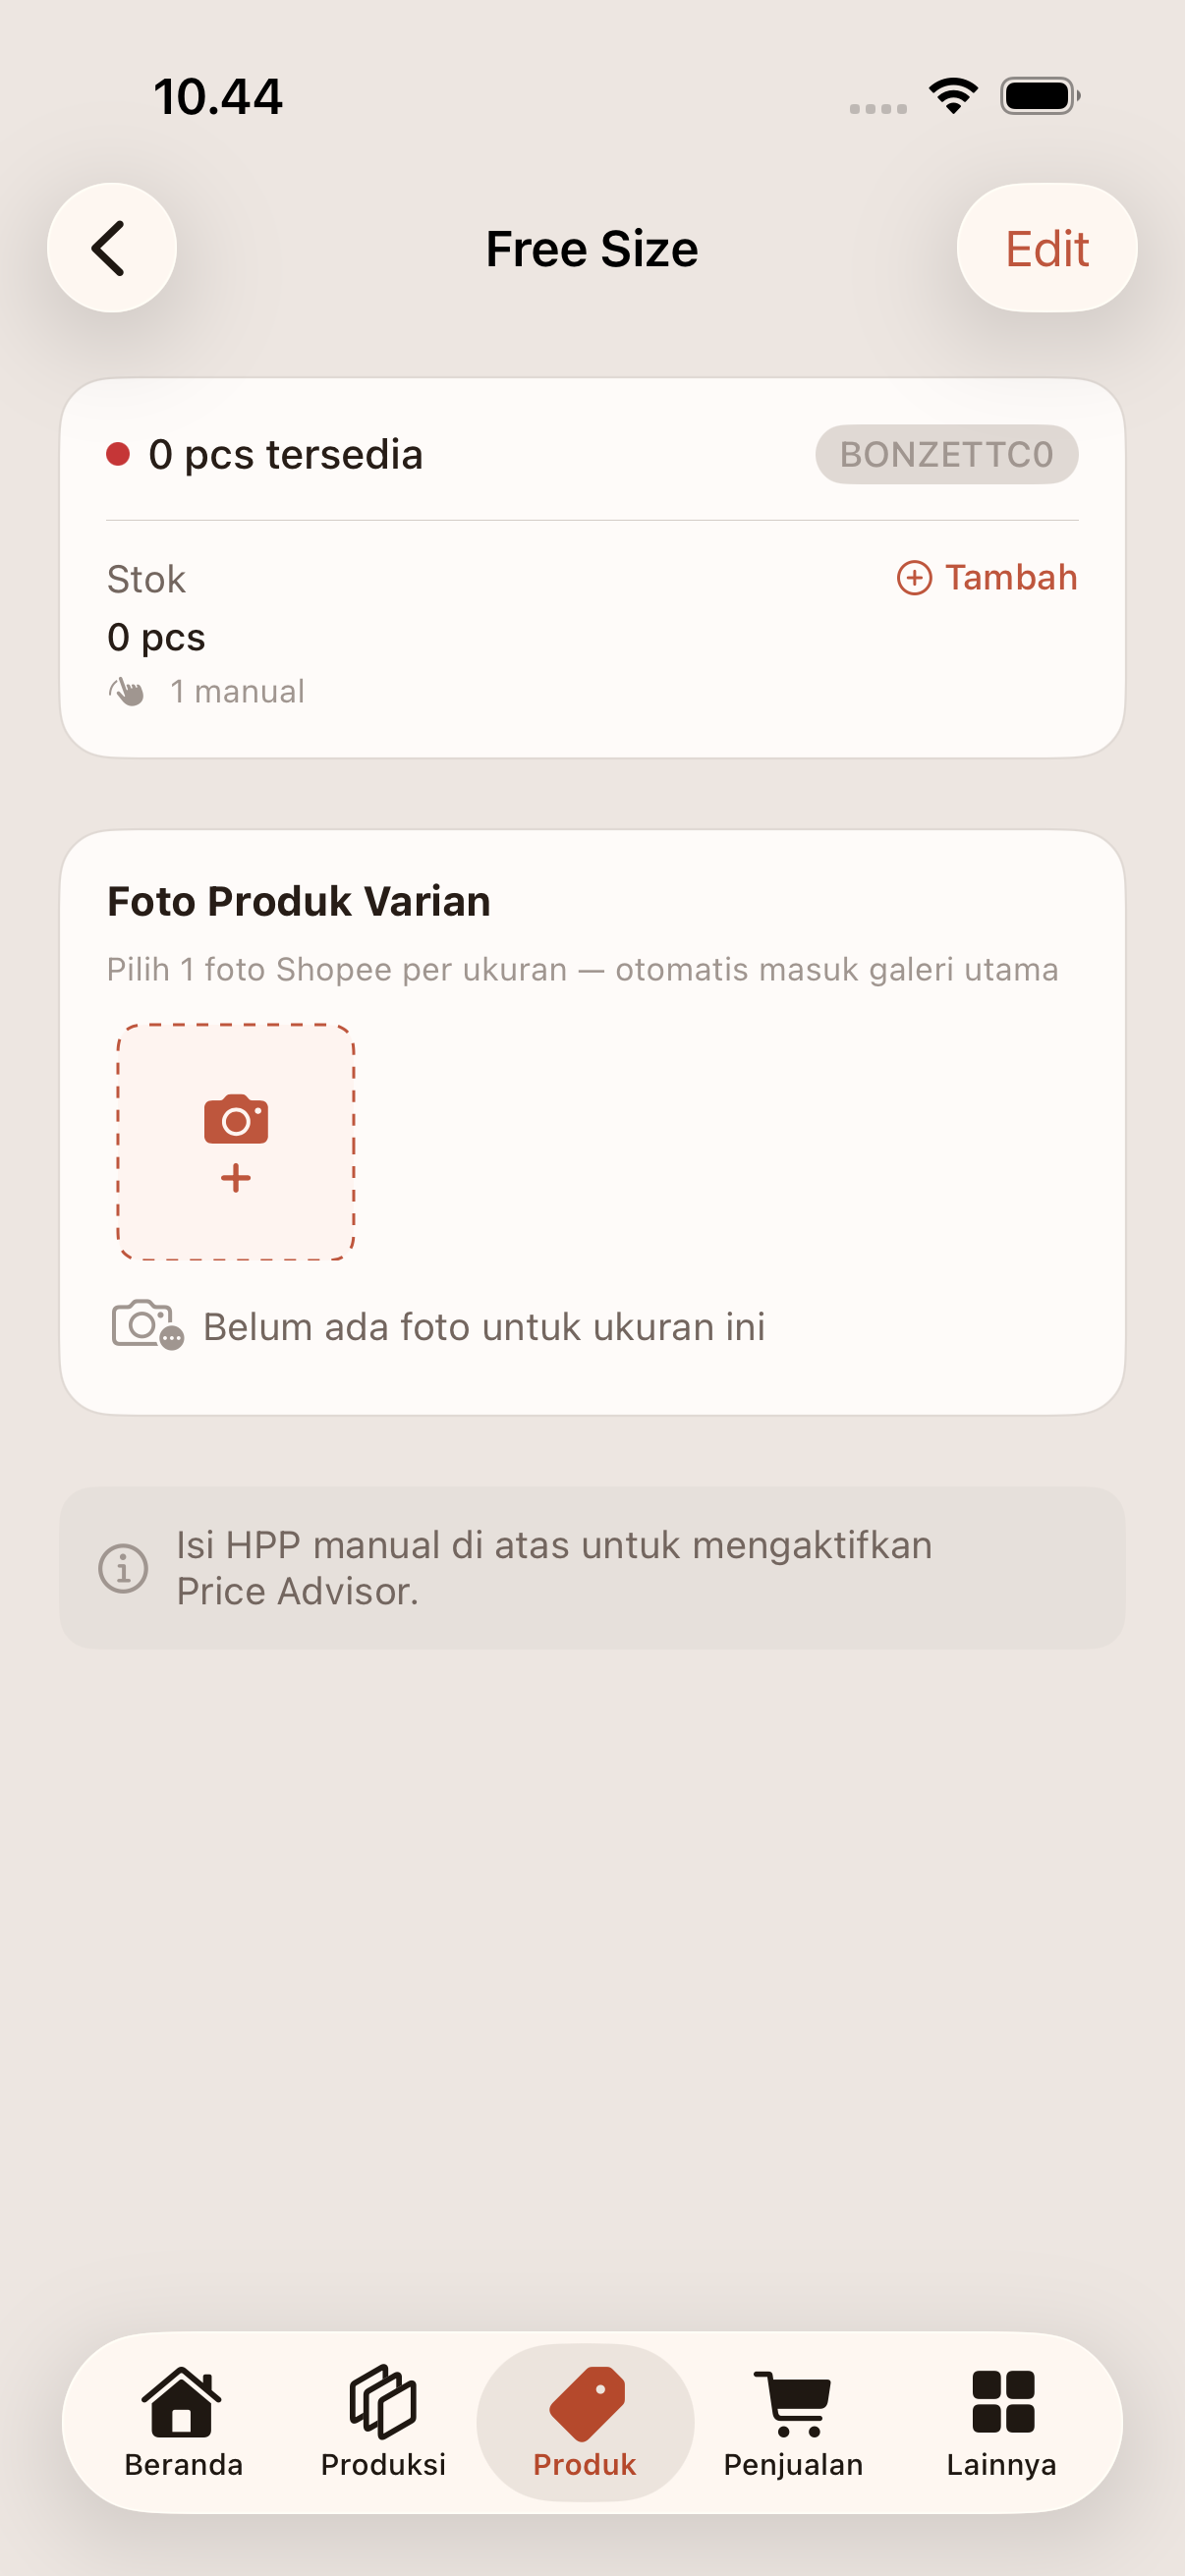 10.44
Free Size
Edit
0 pcs tersedia
BONZETTC0
Stok
Tambah
0 pcs
1 manual
Foto Produk Varian
Pilih 1 foto Shopee per ukuran — otomatis masuk galeri utama
Belum ada foto untuk ukuran ini
Isi HPP manual di atas untuk mengaktifkan
Price Advisor.
Beranda
Produksi
Produk
Penjualan
Lainnya